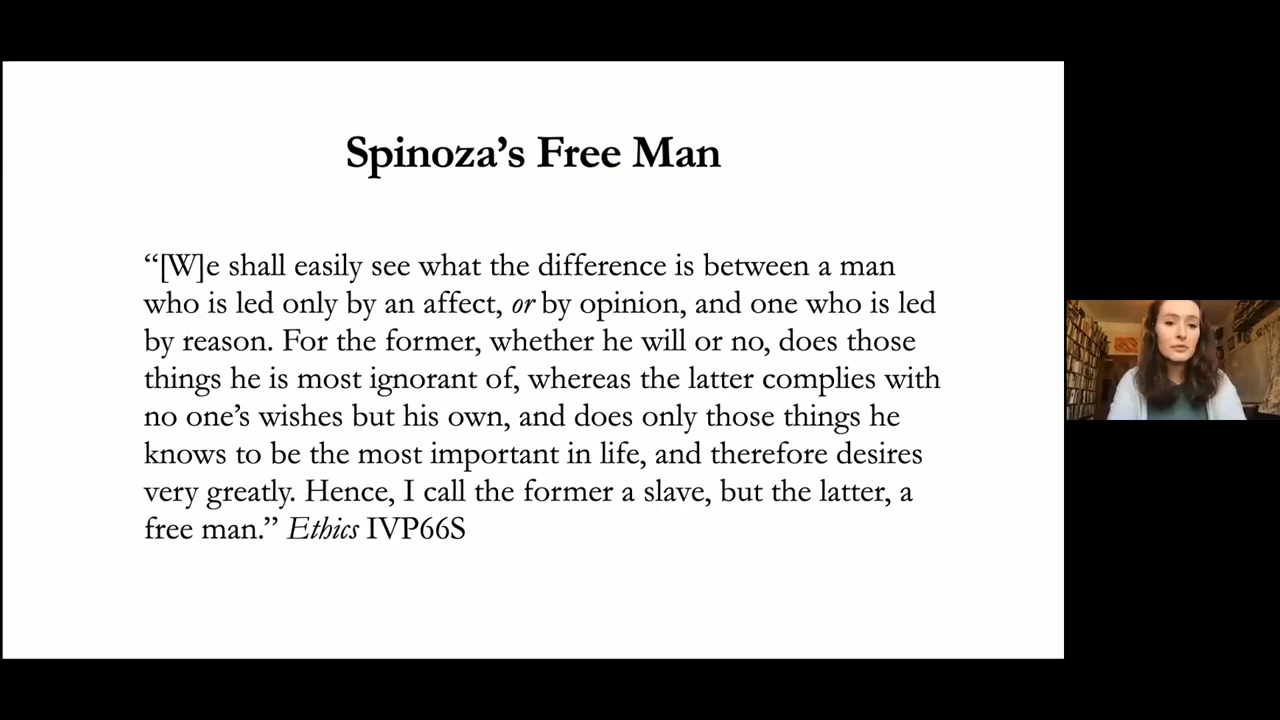 Spinoza’s Free Man
“[W]e shall easily see what the difference is between a man
who is led only by an affect, or by opinion, and one who is led
by reason. For the former, whether he will or no, does those
things he is most ignorant of, whereas the latter complies with
no one’s wishes but his own, and does only those things he
knows to be the most important in life, and therefore desires
very greatly. Hence, I call the former a slave, but the latter, a
free man.” Ethics IVP66S